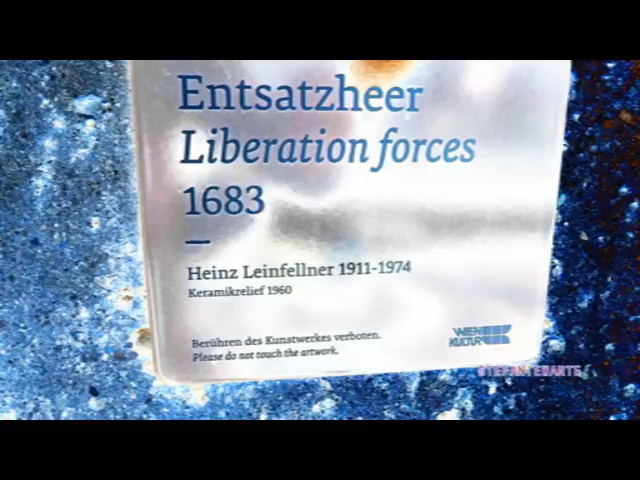 Entsatzheer
Liberation forces
1683
Heinz Leinfellner 1911-1974
Keramikrelief 1960
Berühren des Kunstwerkes verboten.
Please do not touch the artwork.
WIEN
KULTUR